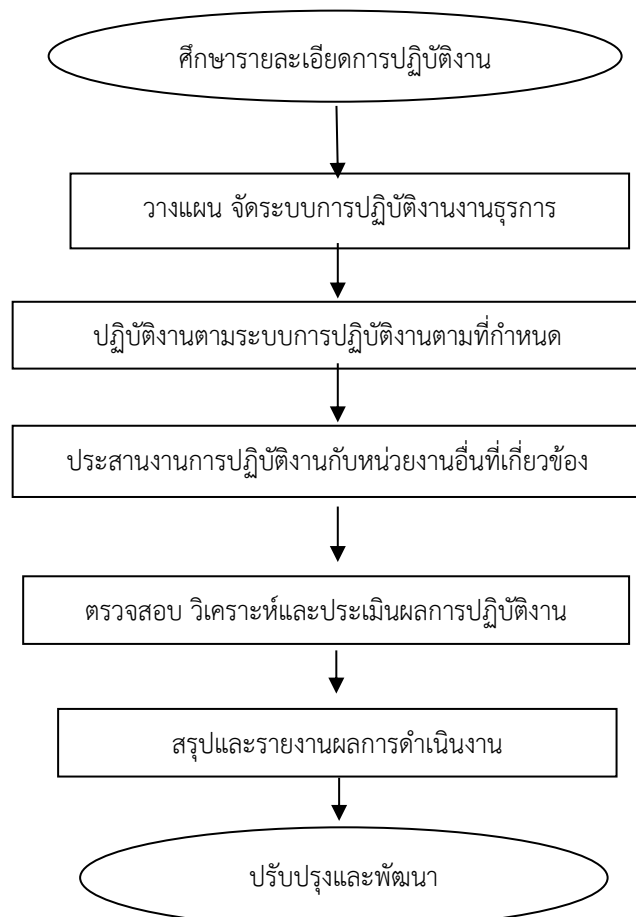 ศึกษารายละเอียดการปฏิบัติงาน
วางแผน จัดระบบการปฏิบัติงานงานธุรการ
ปฏิบัติงานตามระบบการปฏิบัติงานตามที่กำหนด
ประสานงานการปฏิบัติงานกับหน่วยงานอื่นที่เกี่ยวข้อง
ตรวจสอบ วิเคราะห์และประเมินผลการปฏิบัติงาน
สรุปและรายงานผลการดำเนินงาน
ปรับปรุงและพัฒนา